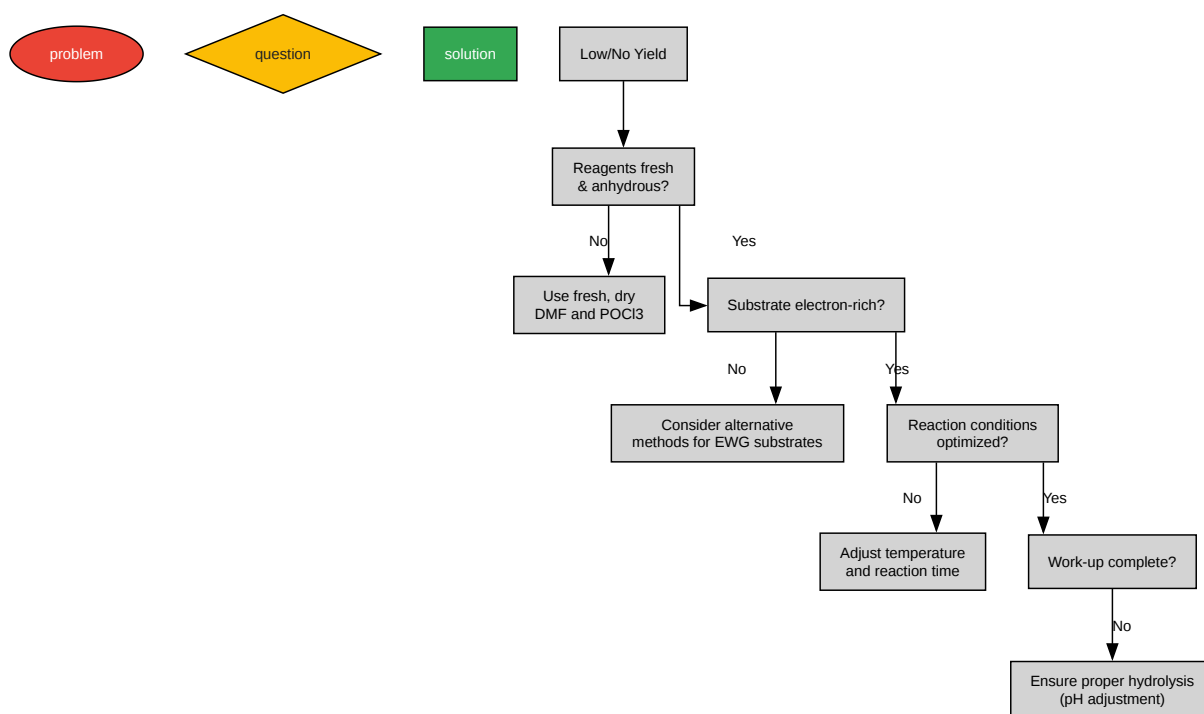 problem
question
solution
Low/No Yield
Reagents fresh
& anhydrous?
No
Yes
Use fresh, dry
DMF and POCl3
Substrate electron-rich?
No
Yes
Consider alternative
methods for EWG substrates
Reaction conditions
optimized?
No
Yes
Adjust temperature
and reaction time
Work-up complete?
No
Ensure proper hydrolysis
(pH adjustment)